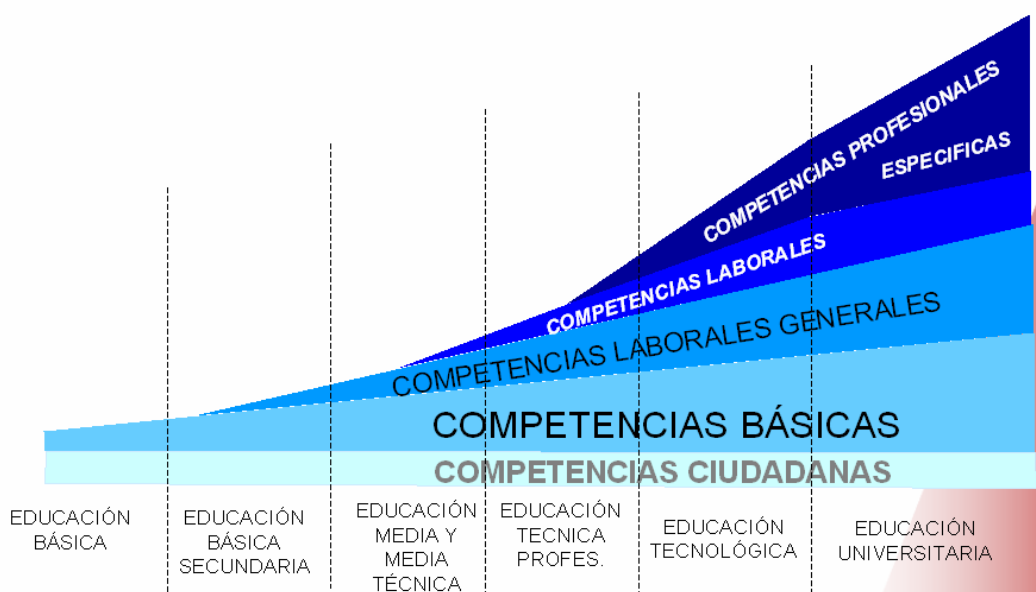 COMPETENCIAS PROFESIONALES
ESPECIFICAS
COMPETENCIAS LABORALES
COMPETENCIAS LABORALES GENERALES
COMPETENCIAS BÁSICAS
COMPETENCIAS CIUDADANAS
EDUCACIÓN
BÁSICA
EDUCACIÓN
BÁSICA
SECUNDARIA
EDUCACIÓN
MEDIA Y
MEDIA
TÉCNICA
EDUCACIÓN
TECNICA
PROFES.
EDUCACIÓN
TECNOLÓGICA
EDUCACIÓN
UNIVERSITARIA